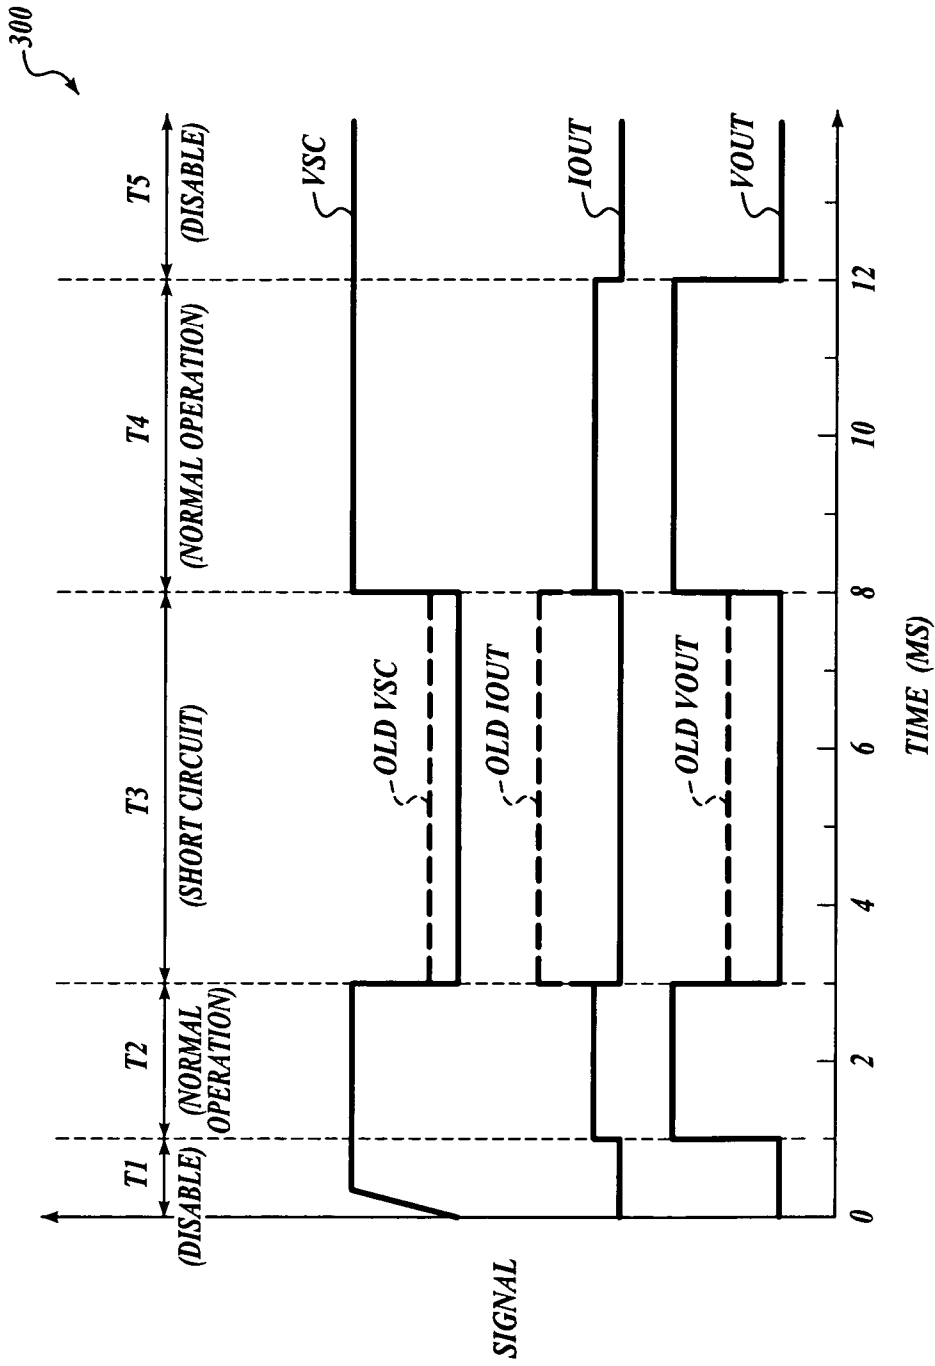 300
T1
(DISABLE)
T2
(NORMAL
OPERATION)
T3
(SHORT CIRCUIT)
T4
(NORMAL OPERATION)
T5
(DISABLE)
VSC
OLD VSC
OLD IOUT
IOUT
OLD VOUT
VOUT
SIGNAL
0
2
4
6
8
10
12
TIME (MS)